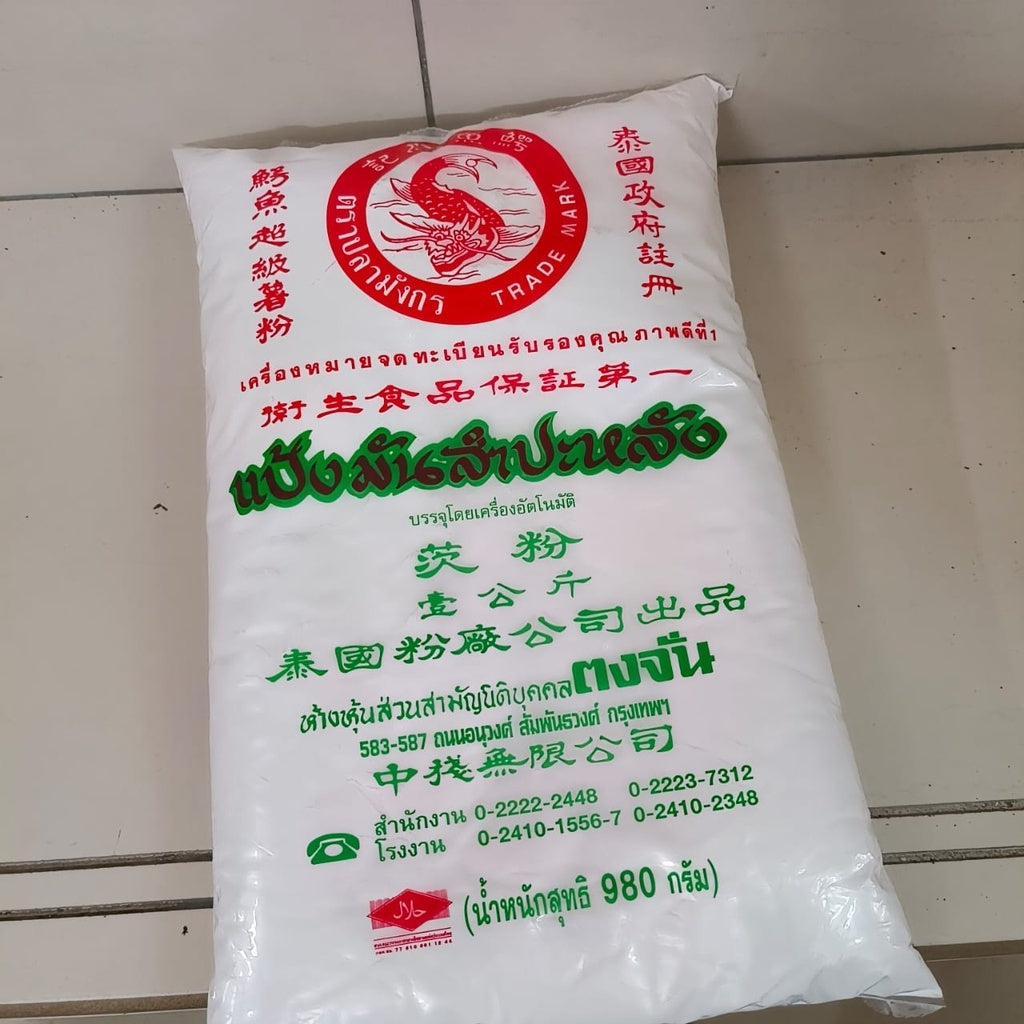 鰐魚超級薯粉
ตราปลามังกร
TRADE MARK
泰國政府註冊
เครื่องหมายจดทะเบียนรับรองคุณภาพดีที่1
衛生食品保証第一
แป้งมันสำปะหลัง
บรรจุโดยเครื่องอัตโนมัติ
茨粉
壹公斤
泰國粉廠公司出品
ห้างหุ้นส่วนสามัญนิติบุคคลตงจั่น
583-587 ถนนอนุวงศ์ สัมพันธวงศ์ กรุงเทพฯ
中棧無限公司
สำนักงาน 0-2222-2448 0-2223-7312
โรงงาน 0-2410-1556-7 0-2410-2348
حلال
(น้ำหนักสุทธิ 980 กรัม)